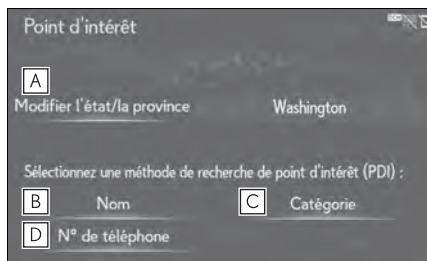 Point d'intérêt
A
Modifier l'état/la province Washington
Sélectionnez une méthode de recherche de point d'intérêt (PDI) :
B Nom C Catégorie
D N° de téléphone